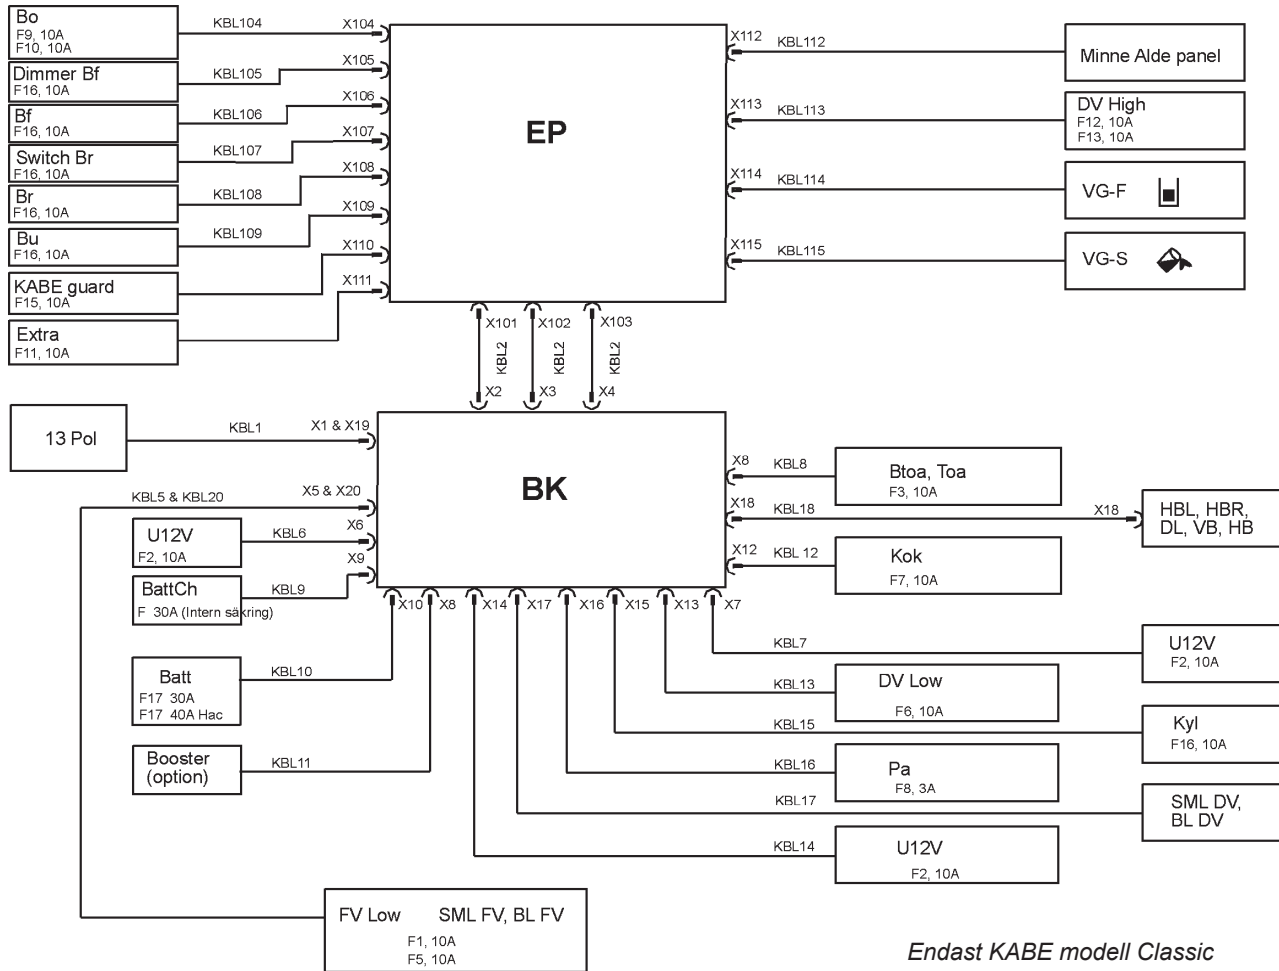 Bo
F9, 10A
F10, 10A
KBL104
X104
Dimmer Bf
F16, 10A
KBL105
X105
Bf
F16, 10A
KBL106
X106
Switch Br
F16, 10A
KBL107
X107
Br
F16, 10A
KBL108
X108
Bu
F16, 10A
KBL109
X109
KABE guard
F15, 10A
X110
Extra
F11, 10A
X111
EP
X112
KBL112
Minne Alde panel
X113
KBL113
DV High
F12, 10A
F13, 10A
X114
KBL114
VG-F
X115
KBL115
VG-S
X101
X102
X103
KBL2
KBL2
KBL2
X2
X3
X4
13 Pol
KBL1
X1 & X19
KBL5 & KBL20
X5 & X20
U12V
F2, 10A
KBL6
X6
BattCh
F 30A (Intern säkring)
KBL9
X9
BK
X8
KBL8
Btoa, Toa
F3, 10A
X18
KBL18
X18
HBL, HBR,
DL, VB, HB
X12
KBL 12
Kok
F7, 10A
X10
X8
X14
X17
X16
X15
X13
X7
Batt
F17 30A
F17 40A Hac
KBL10
Booster
(option)
KBL11
KBL7
U12V
F2, 10A
KBL13
DV Low
F6, 10A
KBL15
Kyl
F16, 10A
KBL16
Pa
F8, 3A
KBL17
SML DV,
BL DV
KBL14
U12V
F2, 10A
FV Low SML FV, BL FV
F1, 10A
F5, 10A
Endast KABE modell Classic